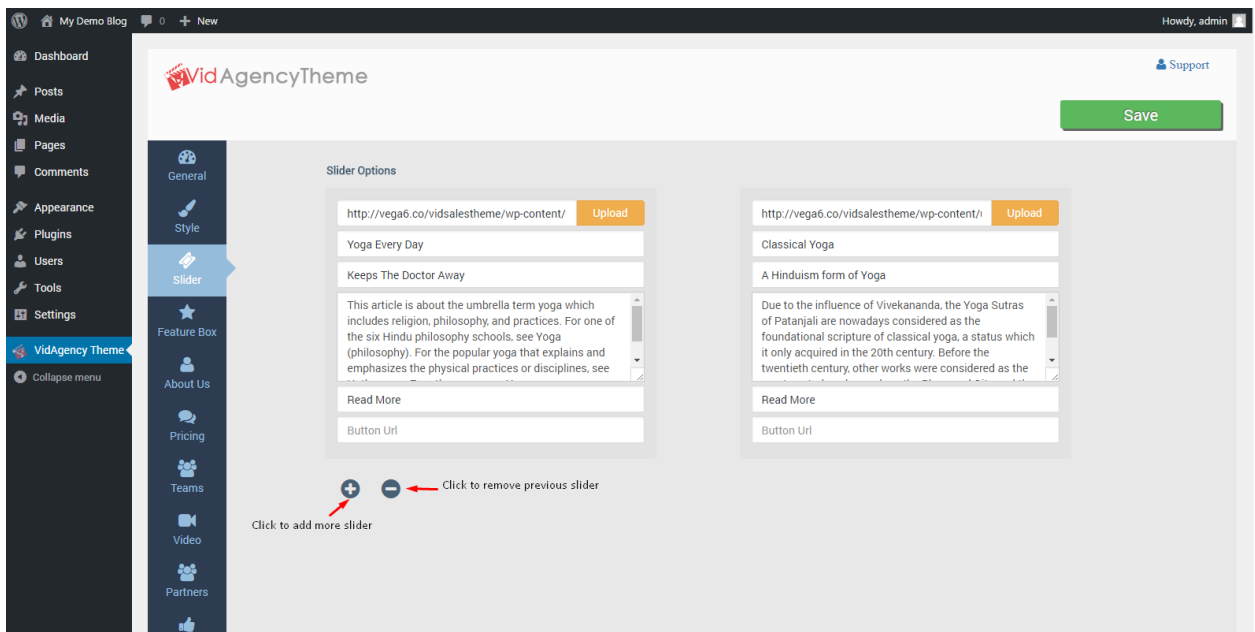 My Demo Blog 0 + New Howdy, admin
Dashboard
Posts
Media
Pages
Comments
Appearance
Plugins
Users
Tools
Settings
VidAgency Theme
Collapse menu
VidAgencyTheme
Support
Save
General
Style
Slider
Feature Box
About Us
Pricing
Teams
Video
Partners
Slider Options
http://vega6.co/vidsalestheme/wp-content/ Upload
Yoga Every Day
Keeps The Doctor Away
This article is about the umbrella term yoga which
includes religion, philosophy, and practices. For one of
the six Hindu philosophy schools, see Yoga
(philosophy). For the popular yoga that explains and
emphasizes the physical practices or disciplines, see
Read More
Button Url
http://vega6.co/vidsalestheme/wp-content/ Upload
Classical Yoga
A Hinduism form of Yoga
Due to the influence of Vivekananda, the Yoga Sutras
of Patanjali are nowadays considered as the
foundational scripture of classical yoga, a status which
it only acquired in the 20th century. Before the
twentieth century, other works were considered as the
Read More
Button Url
Click to remove previous slider
Click to add more slider